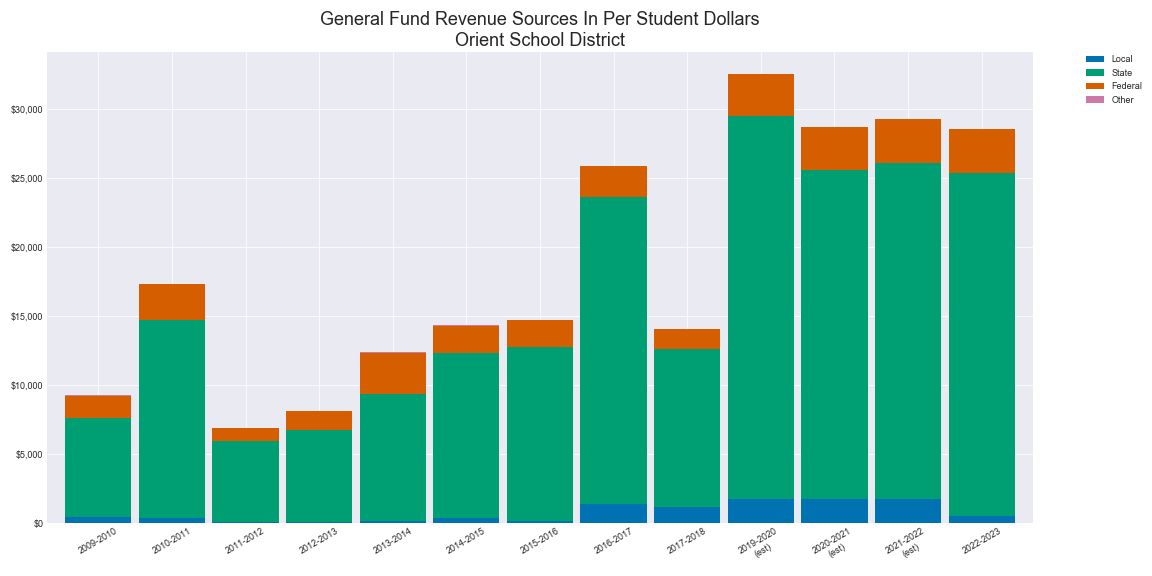 General Fund Revenue Sources In Per Student Dollars
Orient School District
Local
State
Federal
Other
$30,000
$25,000
$20,000
$15,000
$10,000
$5,000
$0
2009-2010
2010-2011
2011-2012
2012-2013
2013-2014
2014-2015
2015-2016
2016-2017
2017-2018
2019-2020
(est)
2020-2021
(est)
2021-2022
(est)
2022-2023